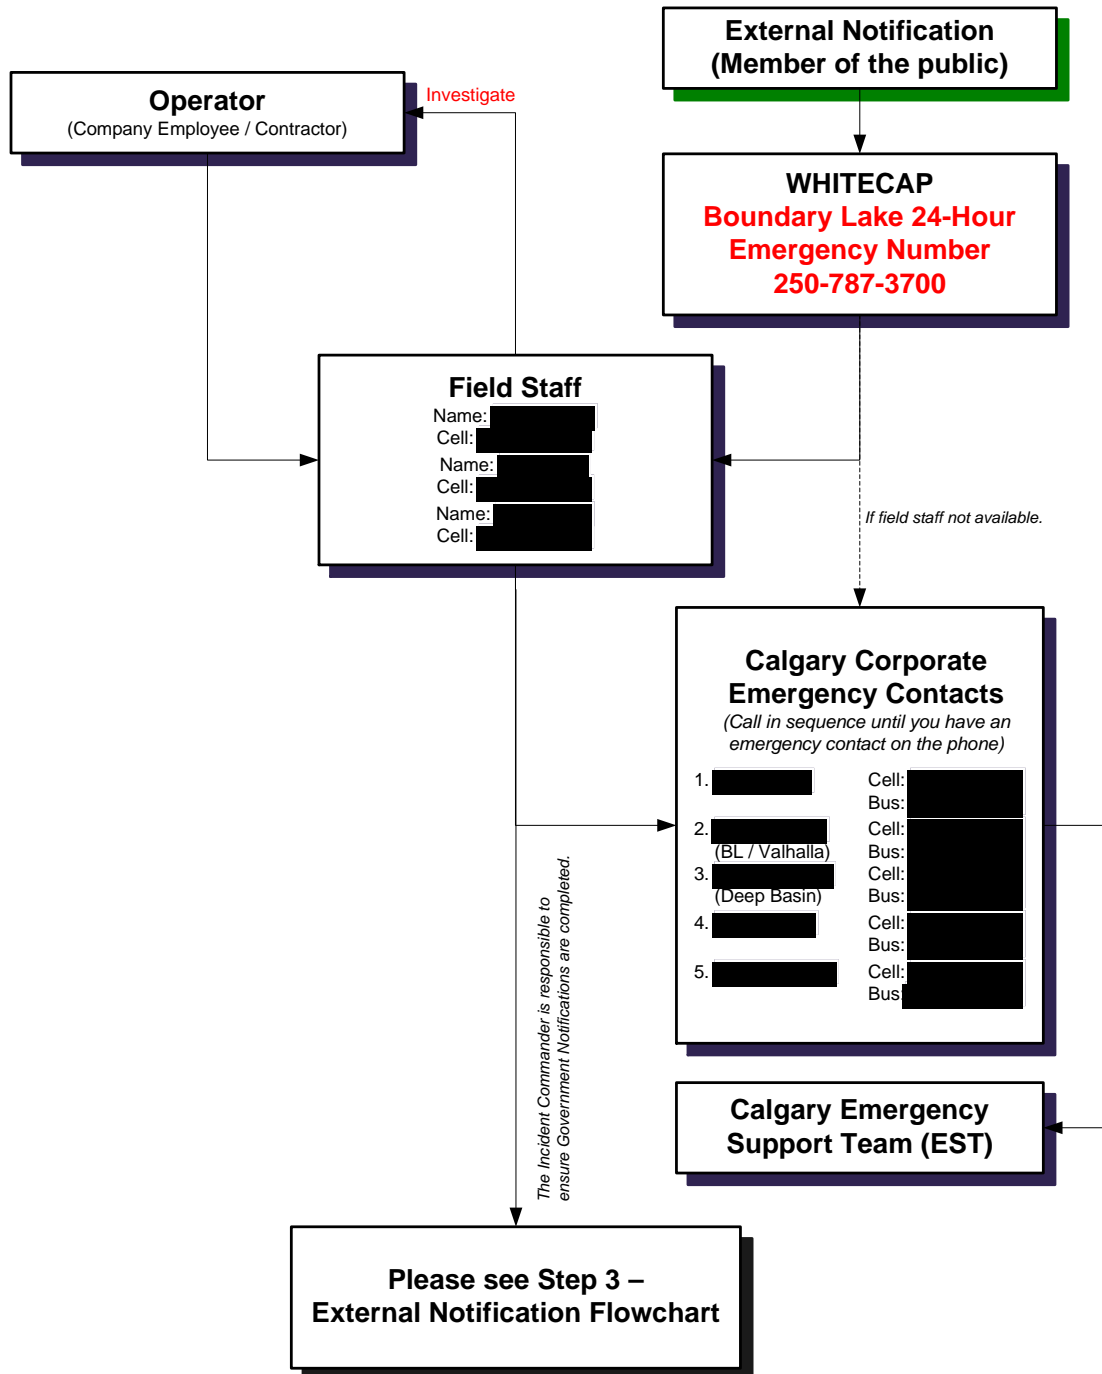 External Notification
(Member of the public)
Operator
(Company Employee / Contractor)
Investigate
WHITECAP
Boundary Lake 24-Hour
Emergency Number
250-787-3700
Field Staff
Name:
Cell:
Name:
Cell:
Name:
Cell:
If field staff not available.
Calgary Corporate
Emergency Contacts
(Call in sequence until you have an
emergency contact on the phone)
1. Cell:
Bus:
2. Cell:
(BL / Valhalla) Bus:
3. Cell:
(Deep Basin) Bus:
4. Cell:
Bus:
5. Cell:
Bus:
The Incident Commander is responsible to
ensure Government Notifications are completed.
Calgary Emergency
Support Team (EST)
Please see Step 3 –
External Notification Flowchart